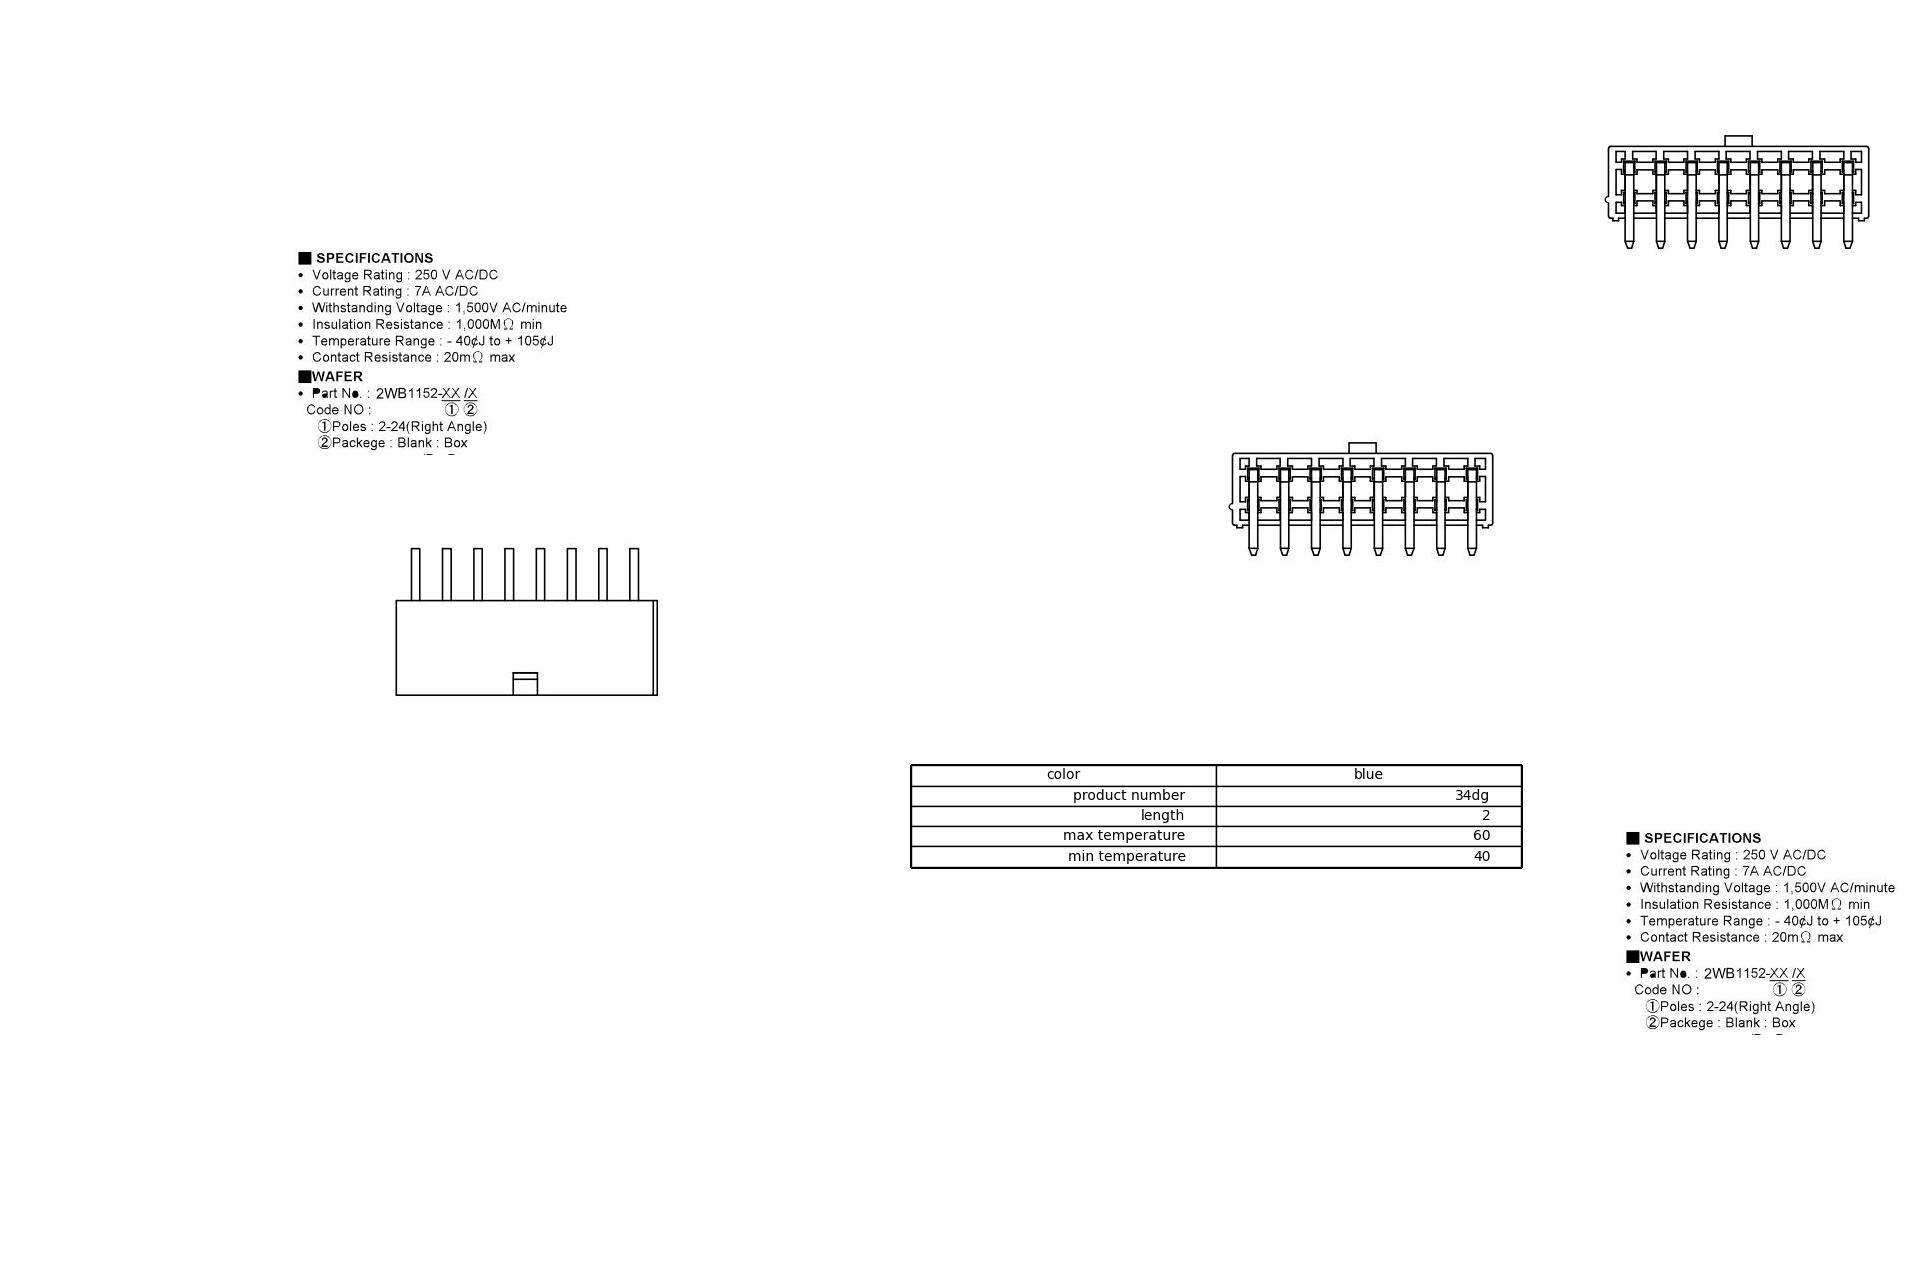 ■ SPECIFICATIONS
• Voltage Rating : 250 V AC/DC
• Current Rating : 7A AC/DC
• Withstanding Voltage : 1,500V AC/minute
• Insulation Resistance : 1,000MΩ min
• Temperature Range : - 40¢J to + 105¢J
• Contact Resistance : 20mΩ max
■WAFER
• Part No. : 2WB1152-XX /X
Code NO : ① ②
①Poles : 2-24(Right Angle)
②Packege : Blank : Box
color blue
product number 34dg
length 2
max temperature 60
min temperature 40
■ SPECIFICATIONS
• Voltage Rating : 250 V AC/DC
• Current Rating : 7A AC/DC
• Withstanding Voltage : 1,500V AC/minute
• Insulation Resistance : 1,000MΩ min
• Temperature Range : - 40¢J to + 105¢J
• Contact Resistance : 20mΩ max
■WAFER
• Part No. : 2WB1152-XX /X
Code NO : ① ②
①Poles : 2-24(Right Angle)
②Packege : Blank : Box